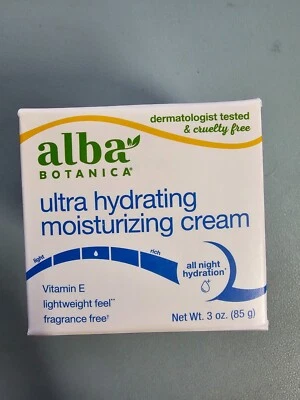 dermatologist tested
& cruelty free
alba
BOTANICA®
ultra hydrating
moisturizing cream
light
rich
all night
hydration†
Vitamin E
lightweight feel**
fragrance free†
Net Wt. 3 oz. (85 g)